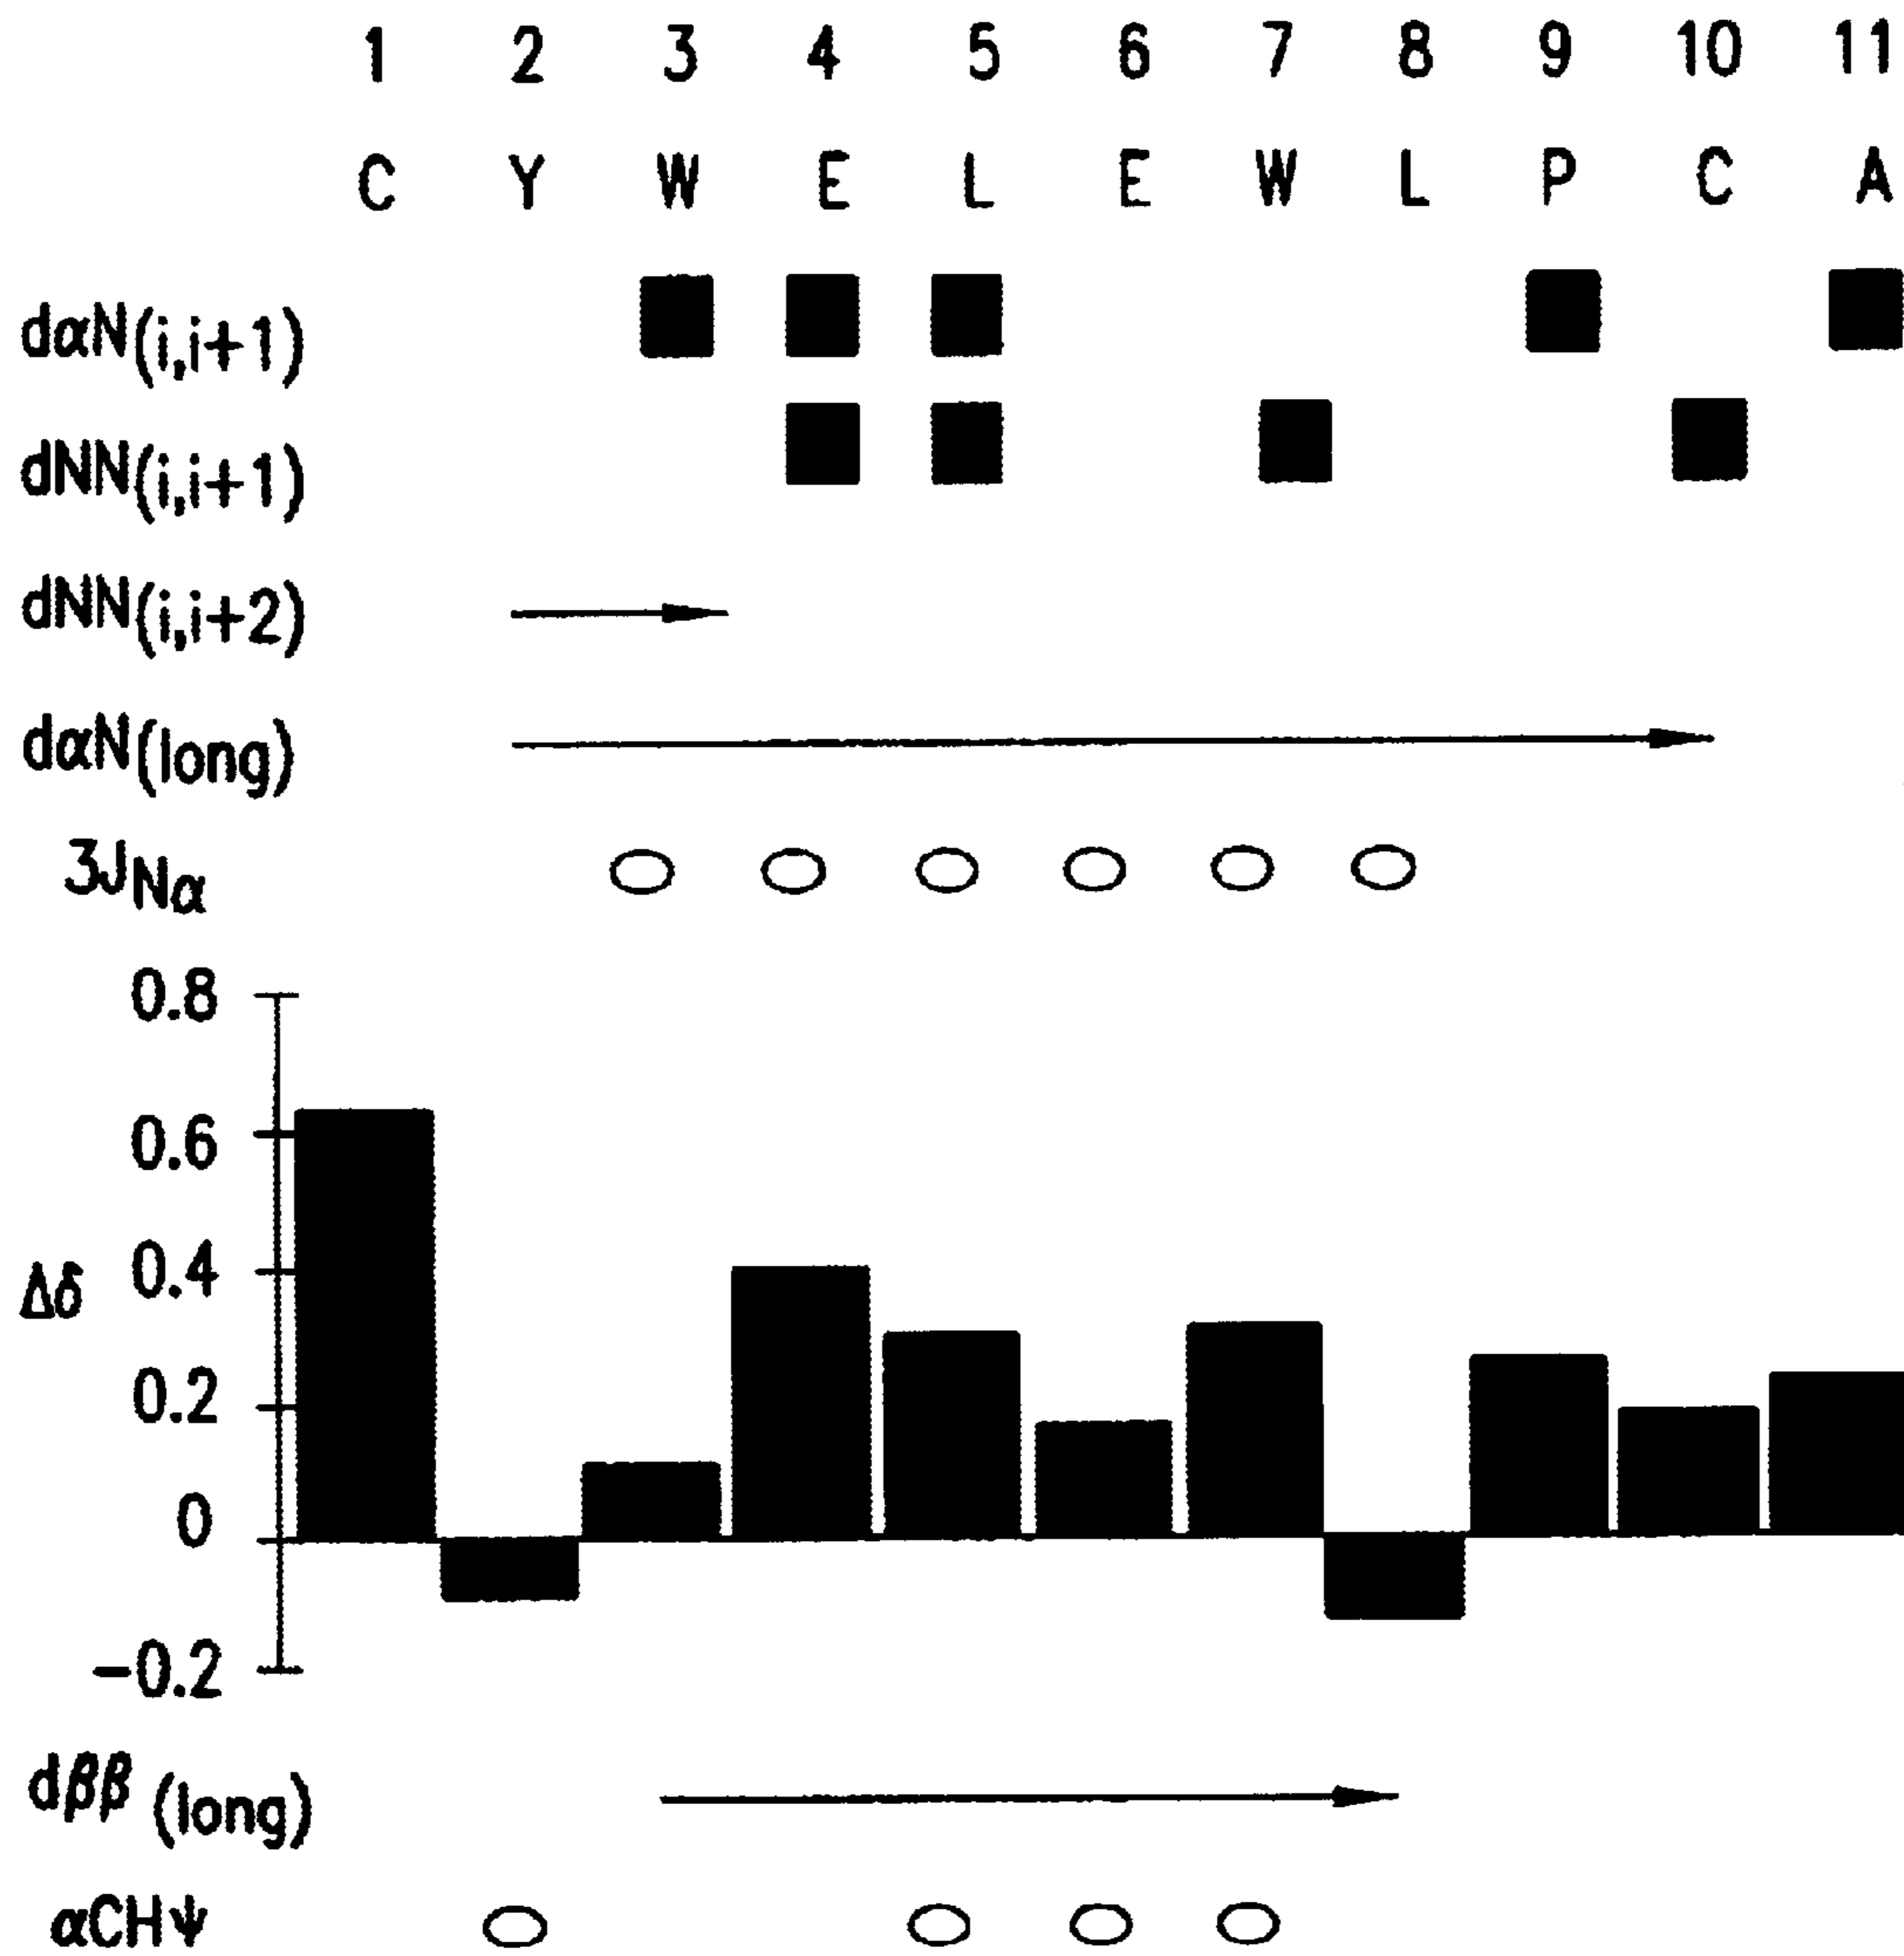 1 2 3 4 5 6 7 8 9 10 11
C Y W E L E W L P C A
dαN(i,i+1)
dNN(i,i+1)
dNN(i,i+2)
dαN(long)
3JNα
0.8
0.6
0.4
Δδ
0.2
0
-0.2
dββ (long)
αCHψ